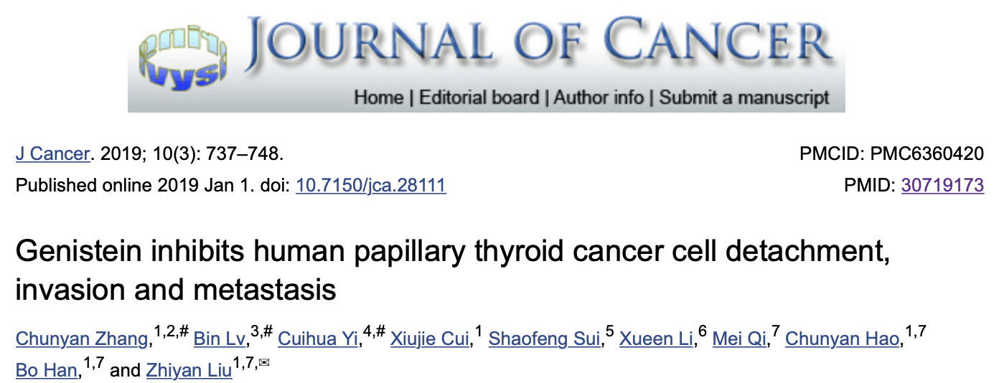 ivyspring
JOURNAL OF CANCER
Home | Editorial board | Author info | Submit a manuscript
J Cancer. 2019; 10(3): 737–748.
PMCID: PMC6360420
Published online 2019 Jan 1. doi: 10.7150/jca.28111
PMID: 30719173
Genistein inhibits human papillary thyroid cancer cell detachment,
invasion and metastasis
Chunyan Zhang,1,2,# Bin Lv,3,# Cuihua Yi,4,# Xiujie Cui,1 Shaofeng Sui,5 Xueen Li,6 Mei Qi,7 Chunyan Hao,1,7
Bo Han,1,7 and Zhiyan Liu1,7,✉